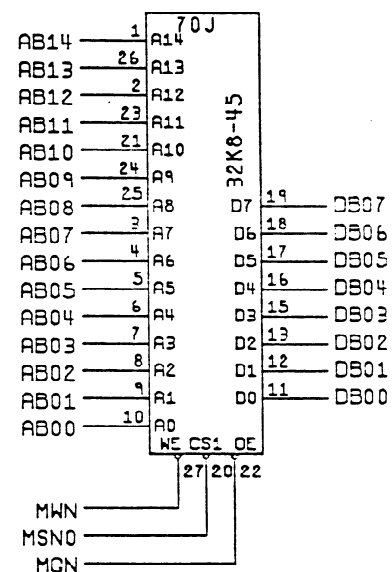 70J
32K8-45
AB14 1 A14
AB13 26 A13
AB12 2 A12
AB11 23 A11
AB10 21 A10
AB09 24 A9
AB08 25 A8 D7 19 DB07
AB07 3 A7 D6 18 DB06
AB06 4 A6 D5 17 DB05
AB05 5 A5 D4 16 DB04
AB04 6 A4 D3 15 DB03
AB03 7 A3 D2 13 DB02
AB02 8 A2 D1 12 DB01
AB01 9 A1 D0 11 DB00
AB00 10 A0
WE CS1 OE
27 20 22
MWN
MSN0
MGN